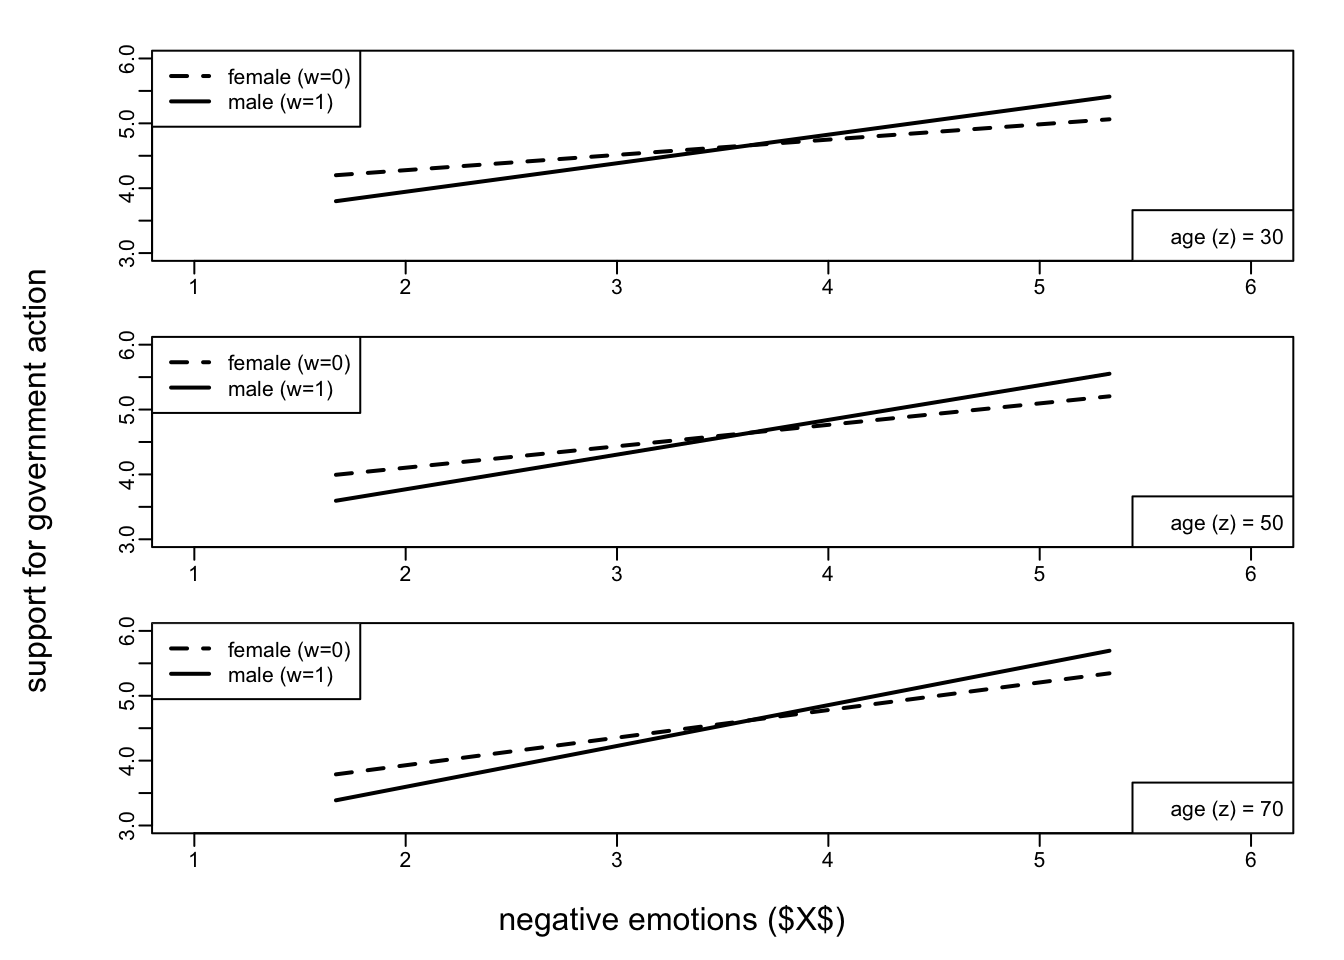 support for government action
6.0
5.0
4.0
3.0
female (w=0)
male (w=1)
age (z) = 30
1 2 3 4 5 6
6.0
5.0
4.0
3.0
female (w=0)
male (w=1)
age (z) = 50
1 2 3 4 5 6
6.0
5.0
4.0
3.0
female (w=0)
male (w=1)
age (z) = 70
1 2 3 4 5 6
negative emotions ($X$)